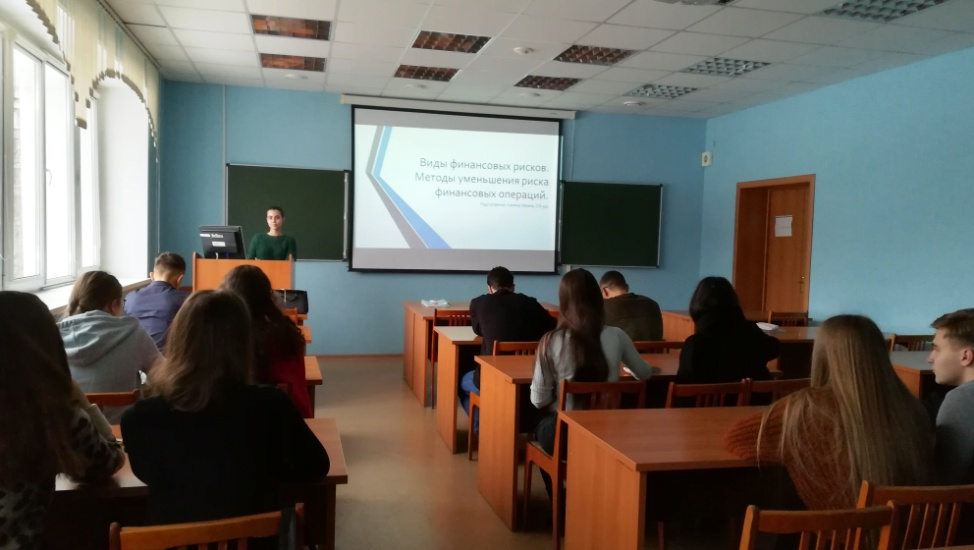 Виды финансовых рисков.
Методы уменьшения риска
финансовых операций.